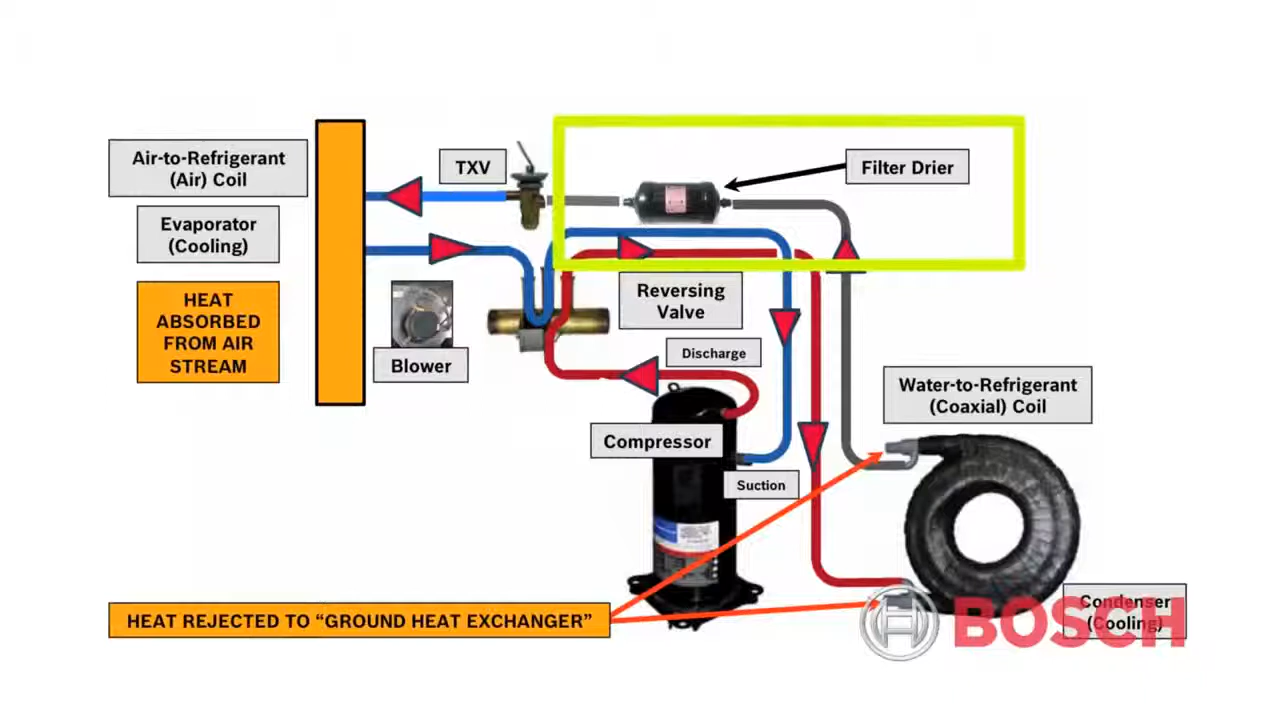 Air-to-Refrigerant
(Air) Coil
TXV
Filter Drier
Evaporator
(Cooling)
HEAT
ABSORBED
FROM AIR
STREAM
Reversing
Valve
Blower
Discharge
Water-to-Refrigerant
(Coaxial) Coil
Compressor
Suction
HEAT REJECTED TO “GROUND HEAT EXCHANGER”
Condenser
(Cooling)
BOSCH